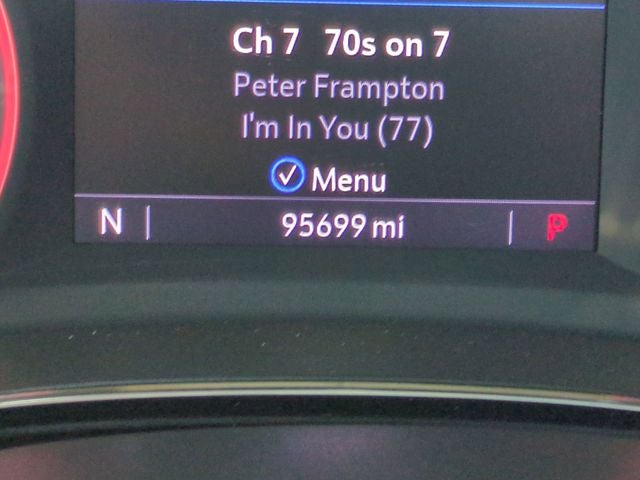 Ch 7 70s on 7
Peter Frampton
I'm In You (77)
Menu
N 95699 mi P